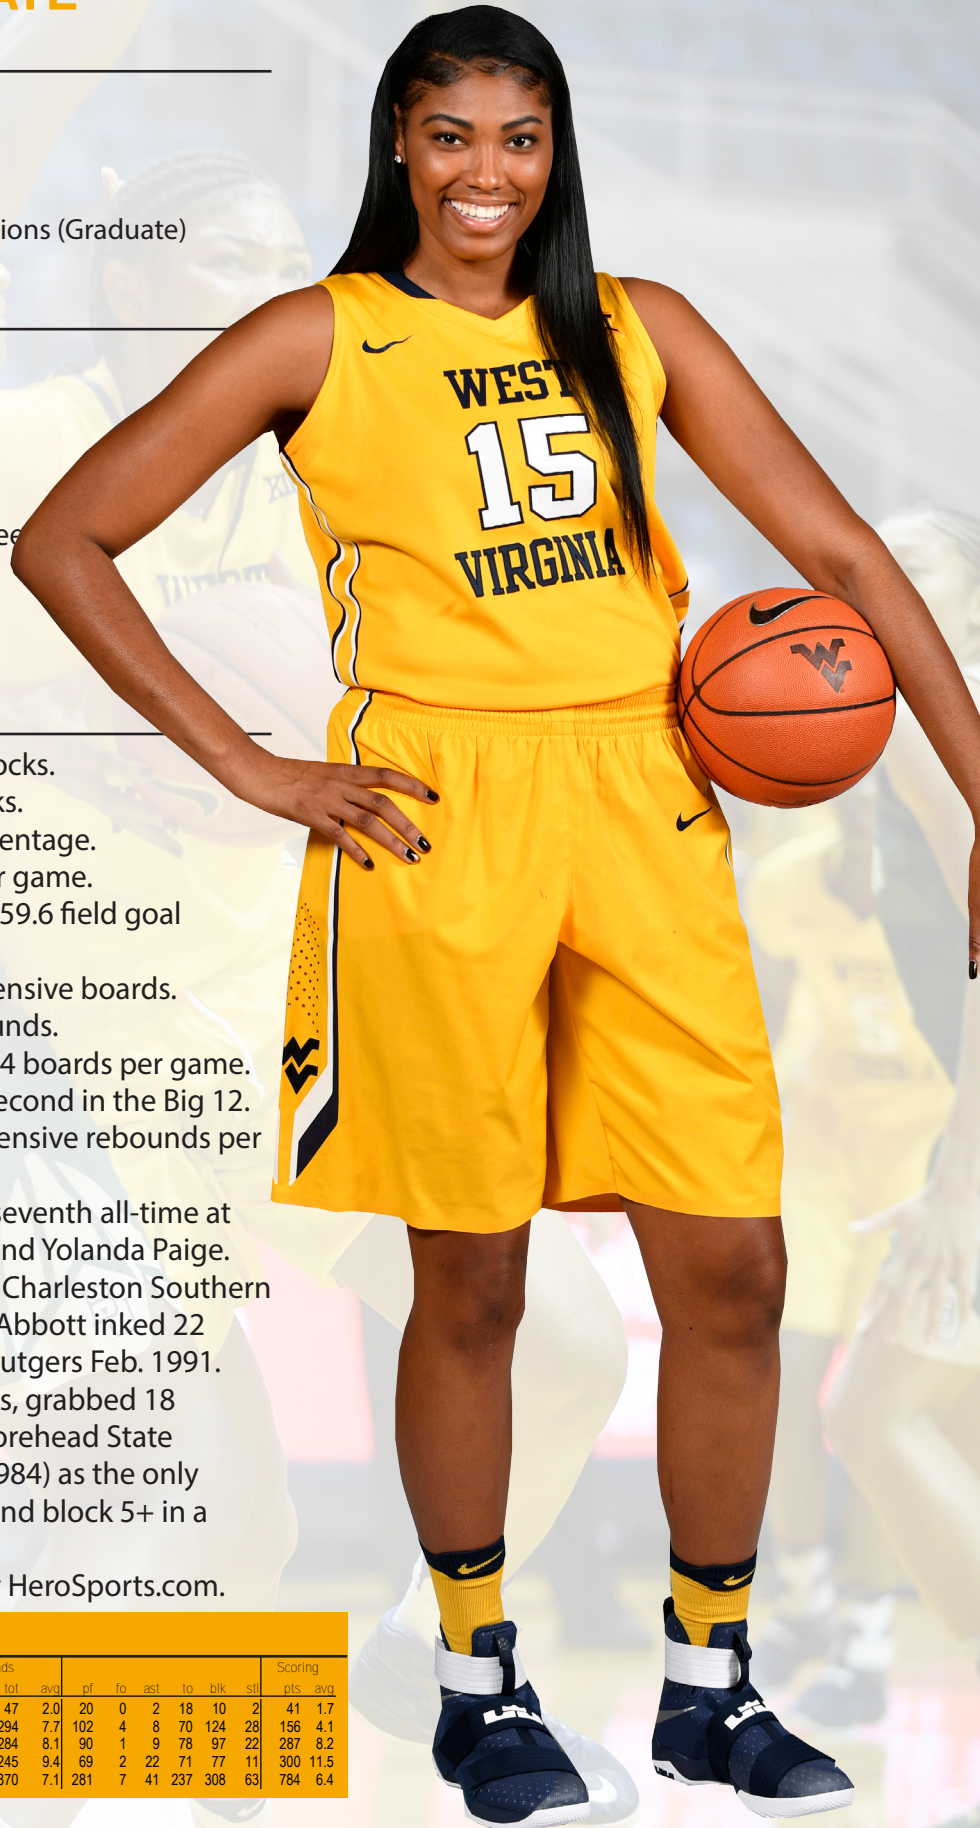 ions (Graduate)
WEST
15
VIRGINIA
ocks.
ks.
entage.
r game.
59.6 field goal
ensive boards.
unds.
4 boards per game.
econd in the Big 12.
ensive rebounds per
seventh all-time at
nd Yolanda Paige.
Charleston Southern
Abbott inked 22
utgers Feb. 1991.
s, grabbed 18
orehead State
984) as the only
nd block 5+ in a
HeroSports.com.
ds Scoring
tot avg pf fo ast to blk stl pts avg
47 2.0 20 0 2 18 10 2 41 1.7
294 7.7 102 4 8 70 124 28 156 4.1
284 8.1 90 1 9 78 97 22 287 8.2
245 9.4 69 2 22 71 77 11 300 11.5
870 7.1 281 7 41 237 308 63 784 6.4